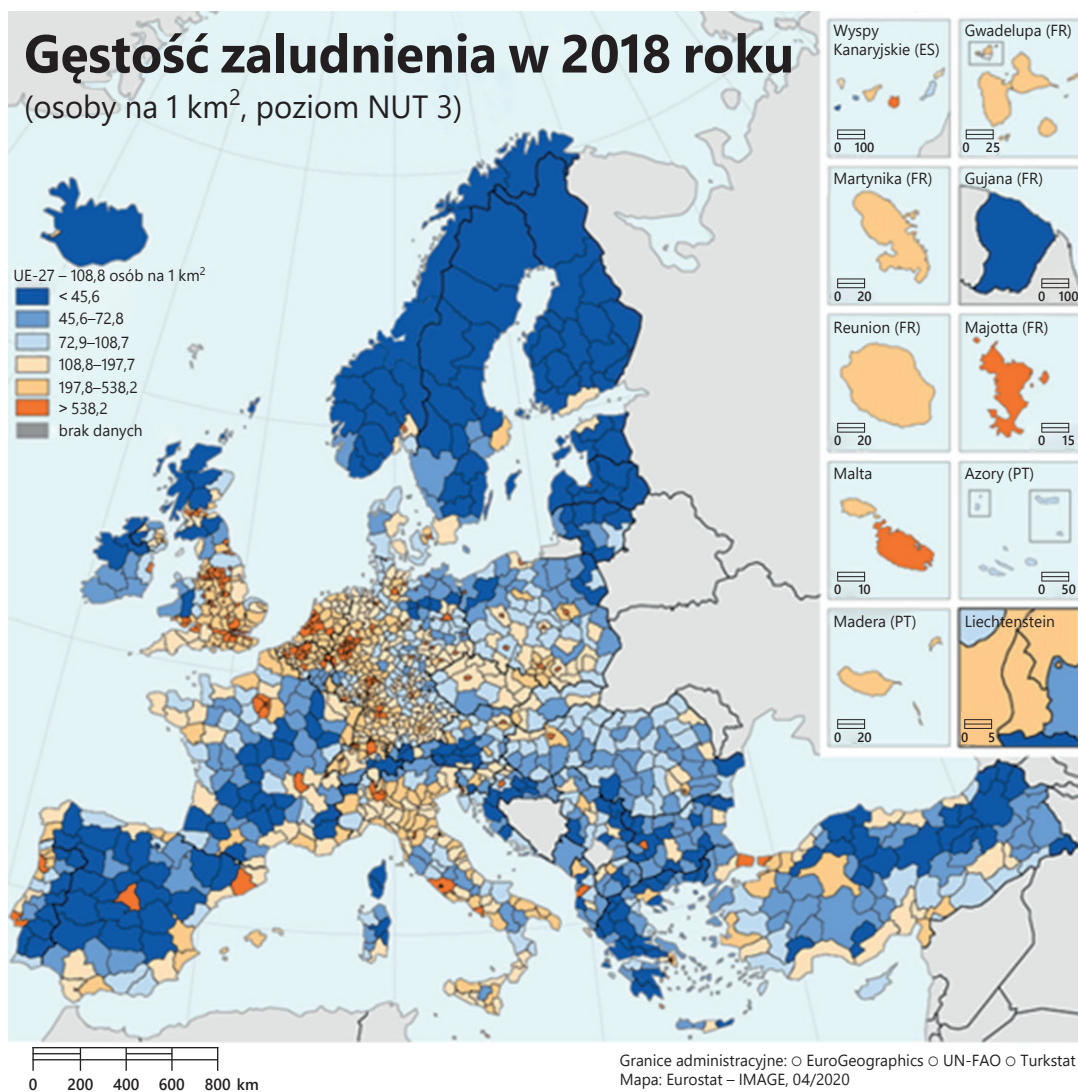 Gęstość zaludnienia w 2018 roku
(osoby na 1 km², poziom NUT 3)
UE-27 – 108,8 osób na 1 km²
< 45,6
45,6–72,8
72,9–108,7
108,8–197,7
197,8–538,2
> 538,2
brak danych
Wyspy
Kanaryjskie (ES)
0 100
Gwadelupa (FR)
0 25
Martynika (FR)
0 20
Gujana (FR)
0 100
Reunion (FR)
0 20
Majotta (FR)
0 15
Malta
0 10
Azory (PT)
0 50
Madera (PT)
0 20
Liechtenstein
0 5
0 200 400 600 800 km
Granice administracyjne: ○ EuroGeographics ○ UN-FAO ○ Turkstat
Mapa: Eurostat – IMAGE, 04/2020